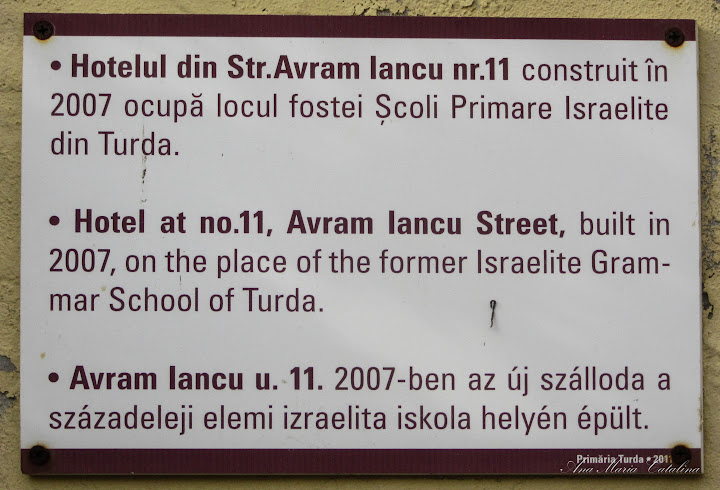 • Hotelul din Str.Avram Iancu nr.11 construit în
2007 ocupă locul fostei Școli Primare Israelite
din Turda.
• Hotel at no.11, Avram Iancu Street, built in
2007, on the place of the former Israelite Gram-
mar School of Turda.
• Avram Iancu u. 11. 2007-ben az új szálloda a
századeleji elemi izraelita iskola helyén épült.
Primăria Turda •
Ana Maria Catalina